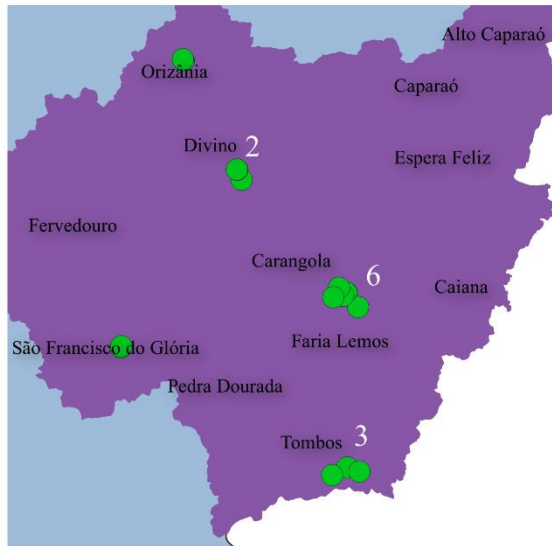 Alto Caparaó
Orizânia
Caparaó
Divino 2
Espera Feliz
Fervedouro
Carangola 6
Caiana
Faria Lemos
São Francisco do Glória
Pedra Dourada
Tombos 3